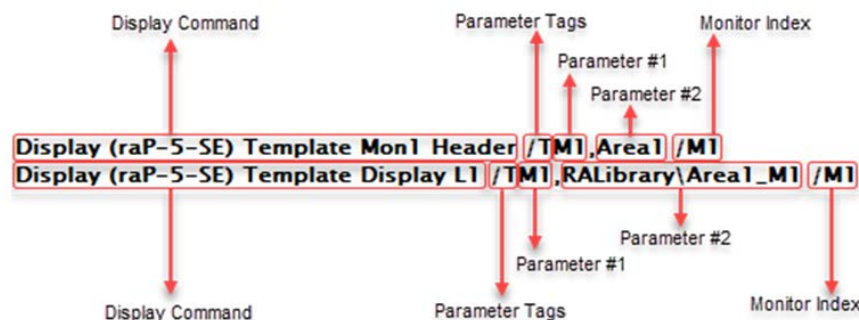 Display Command
Parameter Tags
Monitor Index
Parameter #1
Parameter #2
Display (raP-5-SE) Template Mon1 Header /TM1,Area1 /M1
Display (raP-5-SE) Template Display L1 /TM1,RALibrary\Area1_M1 /M1
Parameter #2
Parameter #1
Display Command
Parameter Tags
Monitor Index